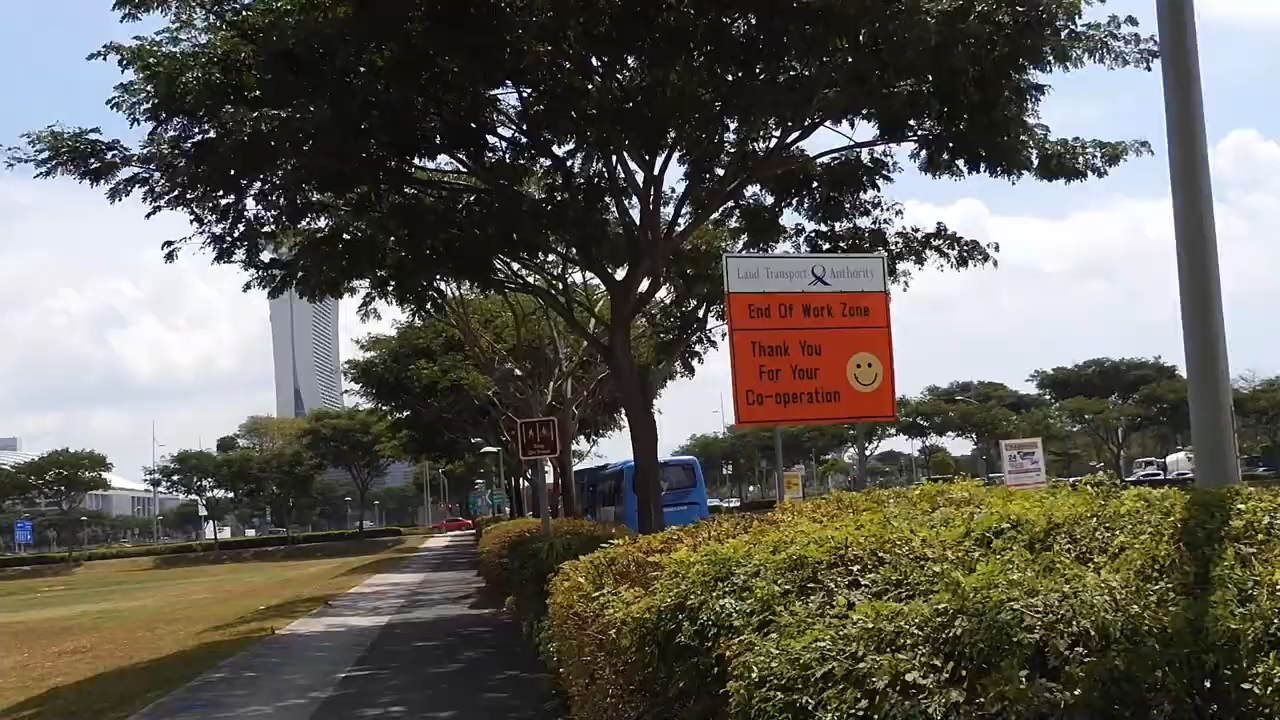 Land Transport Authority
End Of Work Zone
Thank You
For Your
Co-operation